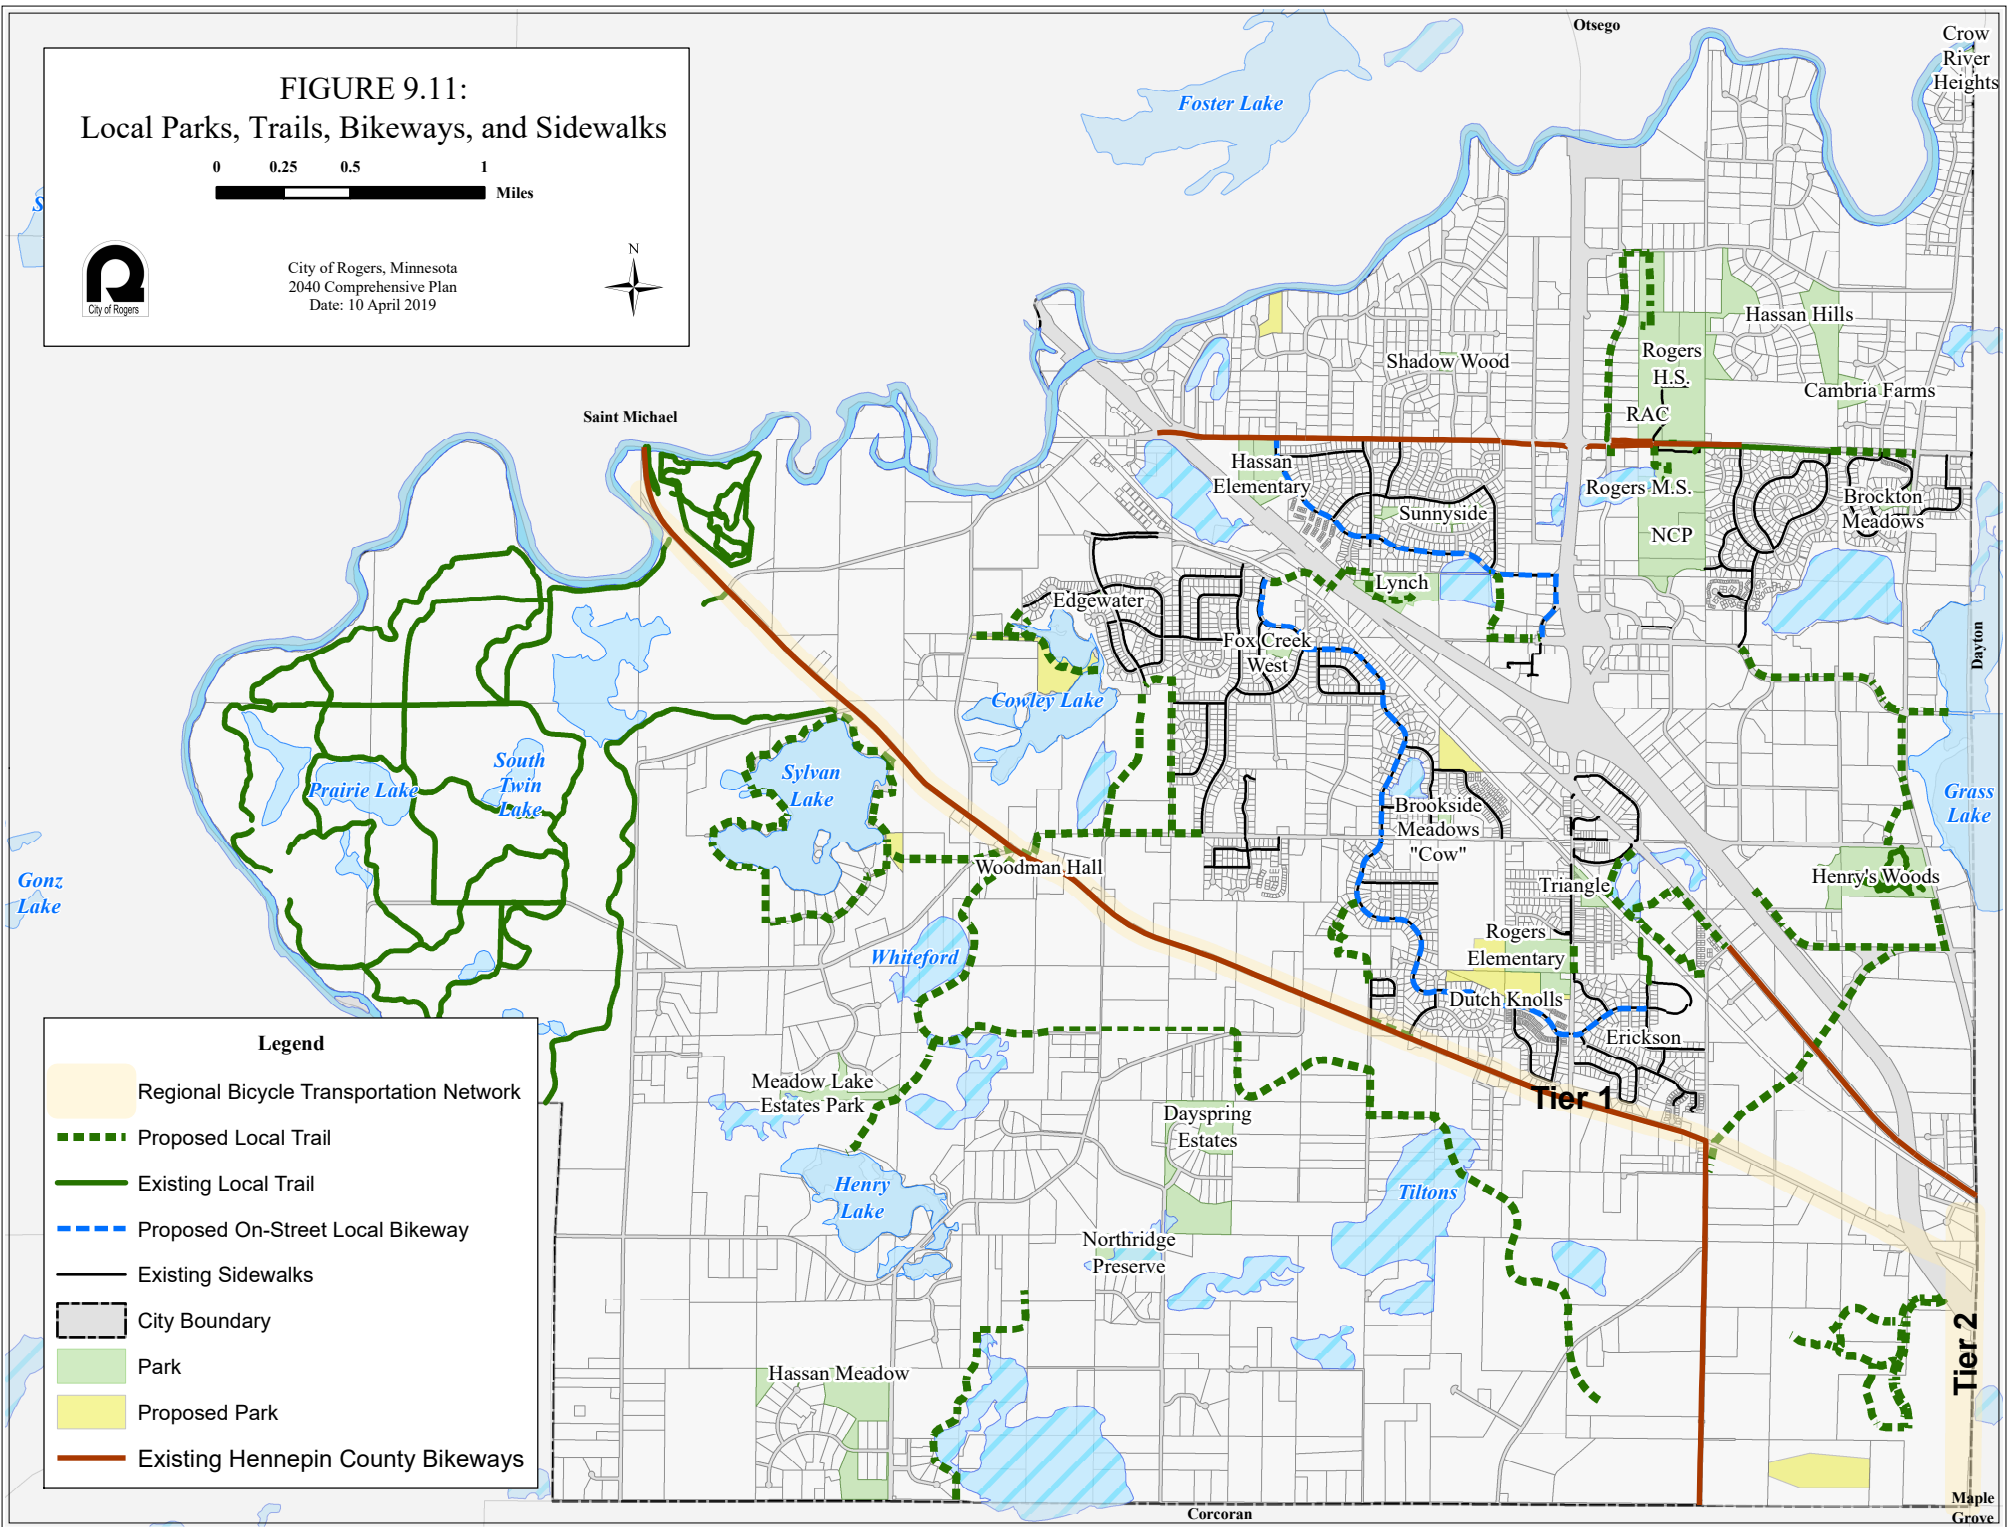 FIGURE 9.11:
Local Parks, Trails, Bikeways, and Sidewalks
0 0.25 0.5 1
Miles
City of Rogers
City of Rogers, Minnesota
2040 Comprehensive Plan
Date: 10 April 2019
N
S
Otsego
Crow
River
Heights
Foster Lake
Saint Michael
Shadow Wood
Hassan Hills
Rogers
H.S.
RAC
Cambria Farms
Hassan
Elementary
Sunnyside
Rogers M.S.
NCP
Brockton
Meadows
Lynch
Edgewater
Fox Creek
West
Dayton
Cowley Lake
Prairie Lake
South
Twin
Lake
Sylvan
Lake
Brookside
Meadows
"Cow"
Grass
Lake
Woodman Hall
Triangle
Henry's Woods
Gonz
Lake
Whiteford
Rogers
Elementary
Dutch Knolls
Erickson
Meadow Lake
Estates Park
Tier 1
Dayspring
Estates
Henry
Lake
Tiltons
Northridge
Preserve
Tier 2
Hassan Meadow
Corcoran
Maple
Grove
Legend
Regional Bicycle Transportation Network
Proposed Local Trail
Existing Local Trail
Proposed On-Street Local Bikeway
Existing Sidewalks
City Boundary
Park
Proposed Park
Existing Hennepin County Bikeways